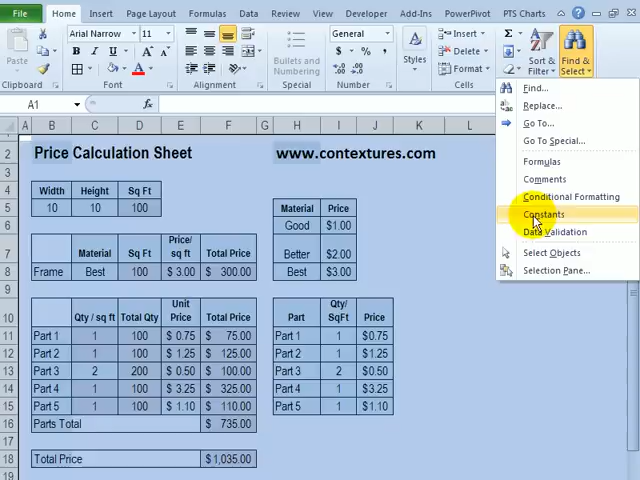 File Home Insert Page Layout Formulas Data Review View Developer Add-Ins PowerPivot PTS Charts
Arial Narrow 11
B I U A
Clipboard Font Alignment Number
$ % ,
Bullets and Numbering
Bullets and Numbering
Styles
Insert
Delete
Format
Cells
Σ
Sort & Filter
Find & Select
A1 fx
A B C D E F G H I J K L
Find...
Replace...
Go To...
Go To Special...
Formulas
Comments
Conditional Formatting
Constants
Data Validation
Select Objects
Selection Pane...
2 Price Calculation Sheet www.contextures.com
3
4 Width Height Sq Ft
5 10 10 100 Material Price
6 Good $1.00
7 Material Sq Ft Price/ sq ft Total Price Better $2.00
8 Frame Best 100 $ 3.00 $ 300.00 Best $3.00
9
10 Qty / sq ft Total Qty Unit Price Total Price Part Qty/ SqFt Price
11 Part 1 1 100 $ 0.75 $ 75.00 Part 1 1 $0.75
12 Part 2 1 100 $ 1.25 $ 125.00 Part 2 1 $1.25
13 Part 3 2 200 $ 0.50 $ 100.00 Part 3 2 $0.50
14 Part 4 1 100 $ 3.25 $ 325.00 Part 4 1 $3.25
15 Part 5 1 100 $ 1.10 $ 110.00 Part 5 1 $1.10
16 Parts Total $ 735.00
17
18 Total Price $1,035.00
19